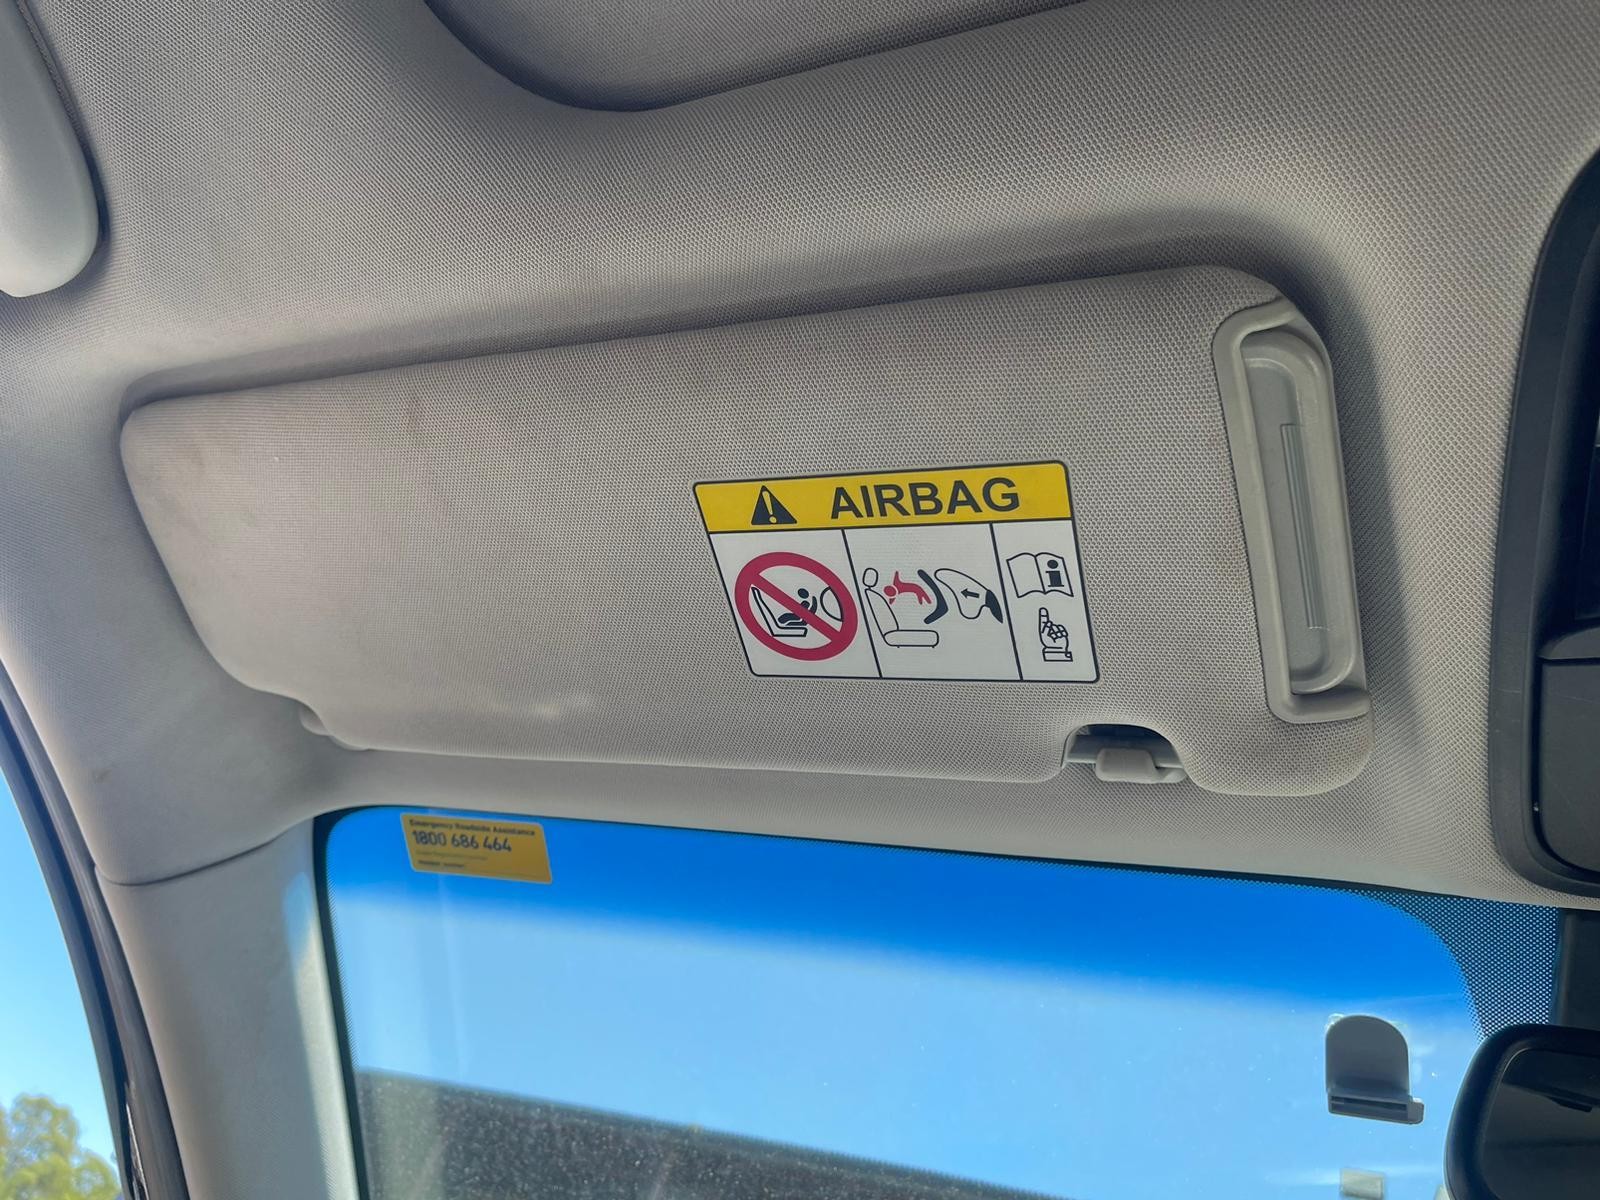 AIRBAG
Emergency Roadside Assistance
1800 686 464